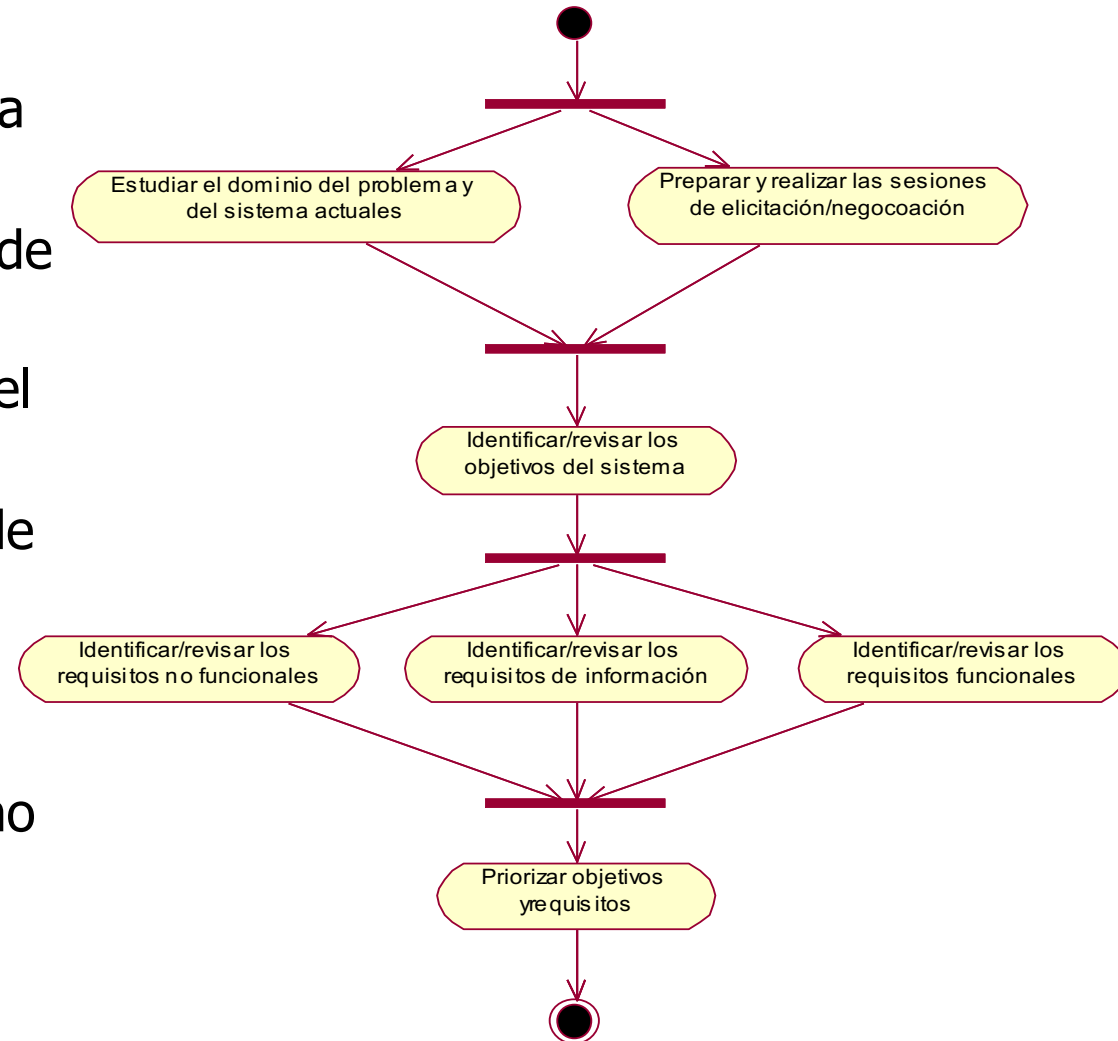 a
Estudiar el dominio del problema y
del sistema actuales
Preparar y realizar las sesiones
de elicitación/negocoación
de
el
Identificar/revisar los
objetivos del sistema
de
Identificar/revisar los
requisitos no funcionales
Identificar/revisar los
requisitos de información
Identificar/revisar los
requisitos funcionales
no
Priorizar objetivos
yrequisitos